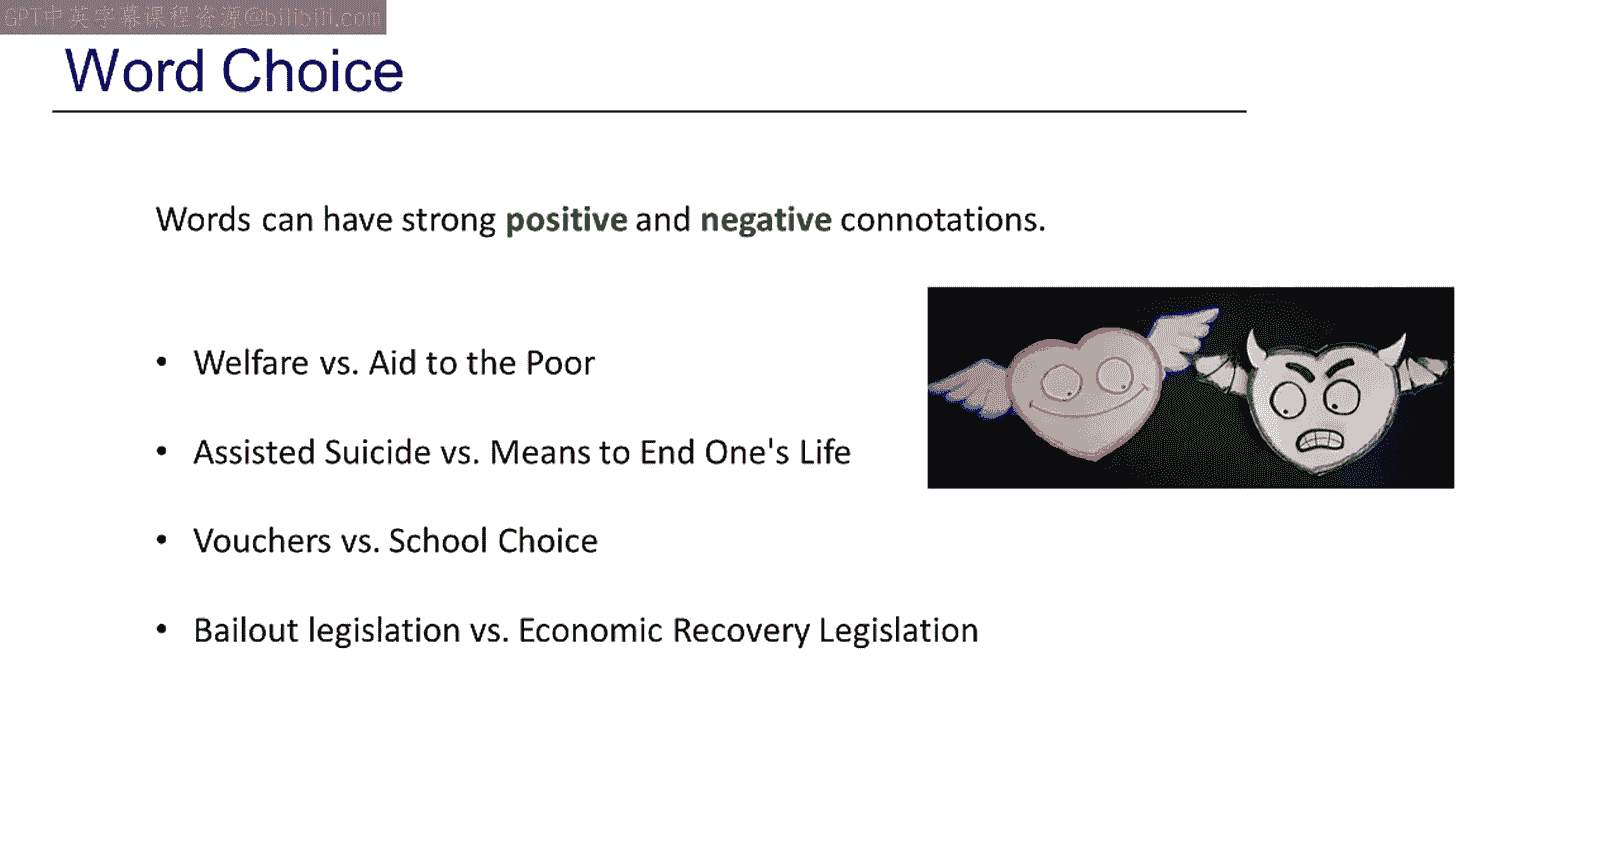 GPT中英字幕课程资源@bilibili.com
Word Choice
Words can have strong positive and negative connotations.
• Welfare vs. Aid to the Poor
• Assisted Suicide vs. Means to End One's Life
• Vouchers vs. School Choice
• Bailout legislation vs. Economic Recovery Legislation